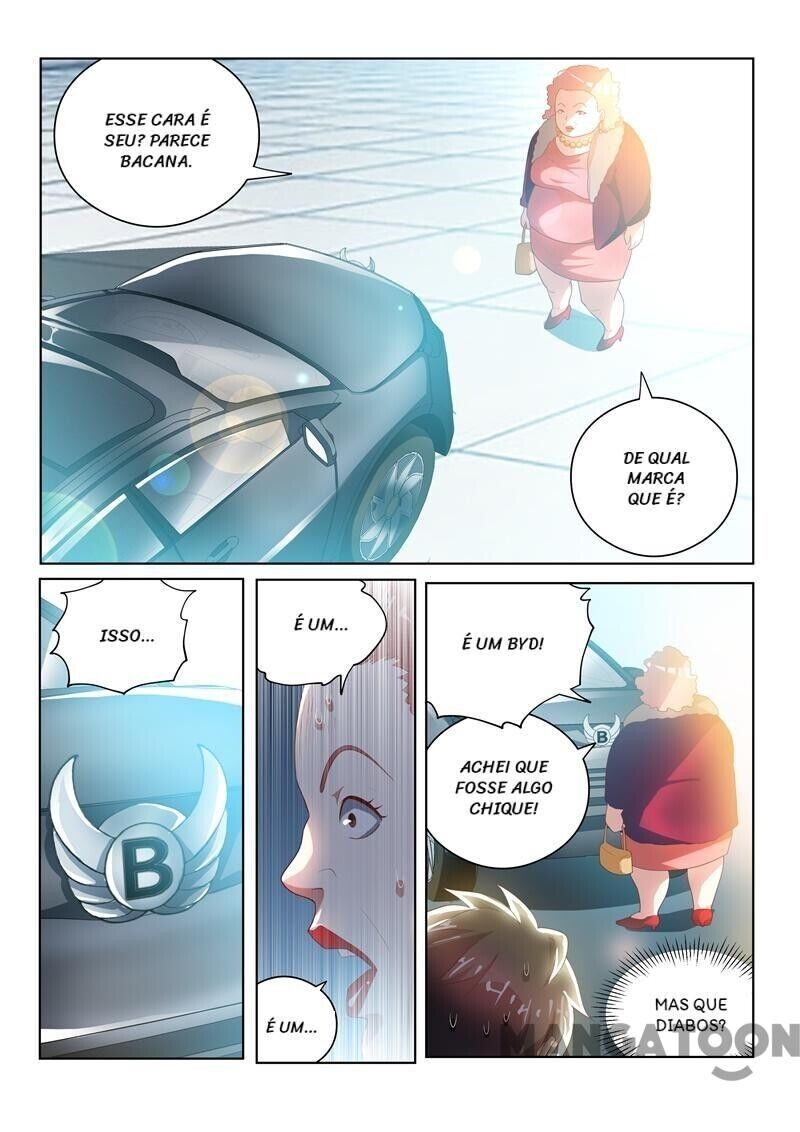 ESSE CARA É
SEU? PARECE
BACANA.
DE QUAL
MARCA
QUE É?
ISSO...
B
É UM...
É UM...
É UM BYD!
B
ACHEI QUE
FOSSE ALGO
CHIQUE!
MAS QUE
DIABOS?
MANGATOON